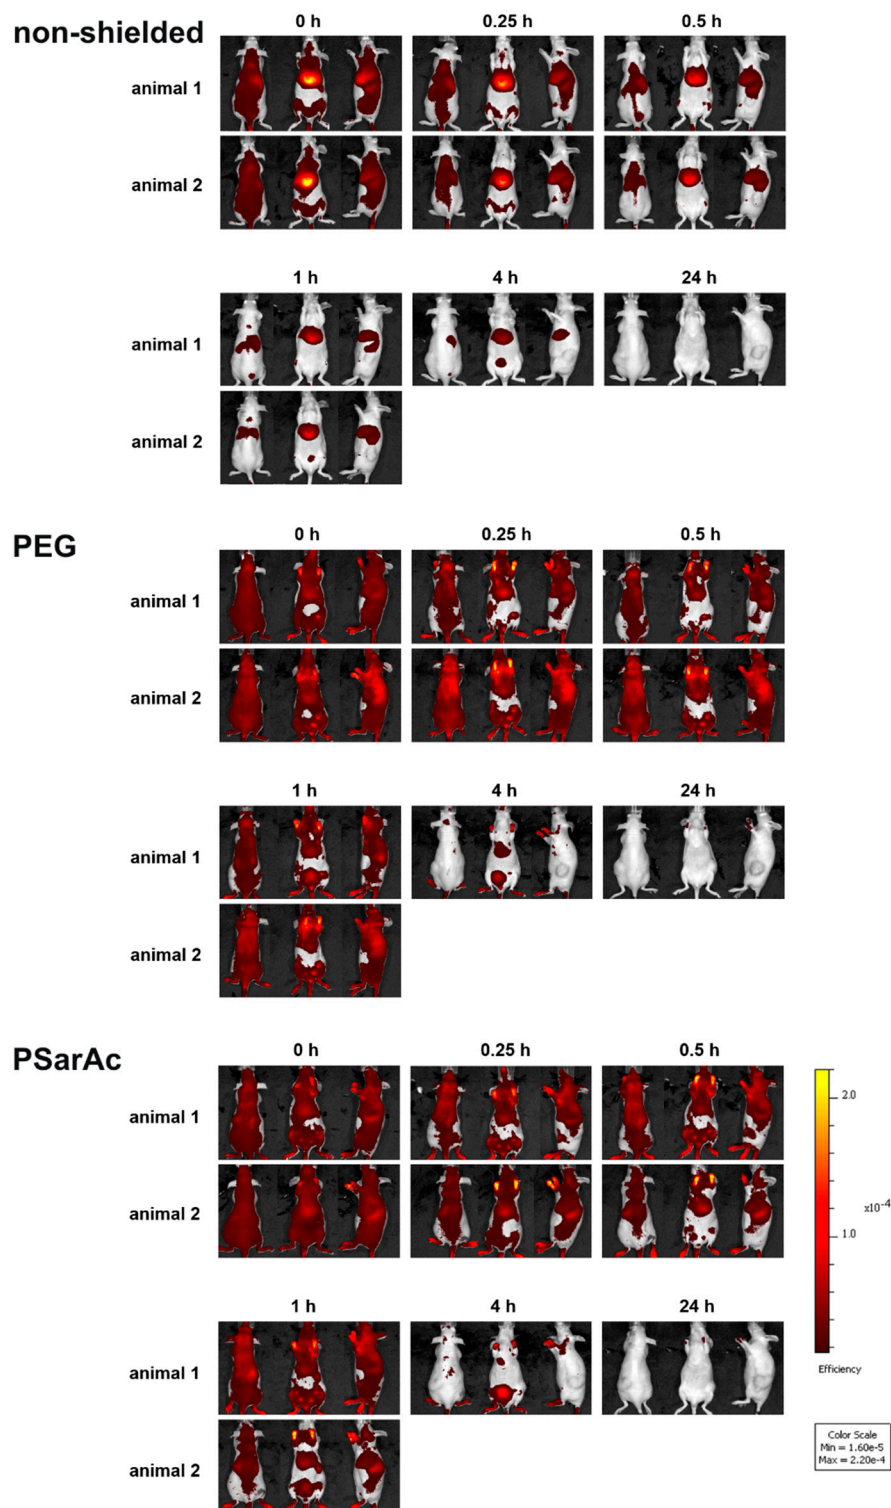 non-shielded
0 h 0.25 h 0.5 h
animal 1
animal 2
1 h 4 h 24 h
animal 1
animal 2
PEG
0 h 0.25 h 0.5 h
animal 1
animal 2
1 h 4 h 24 h
animal 1
animal 2
PSarAc
0 h 0.25 h 0.5 h
animal 1
animal 2
1 h 4 h 24 h
animal 1
animal 2
2.0
x10⁻⁴
1.0
Efficiency
Color Scale
Min = 1.60e-5
Max = 2.20e-4